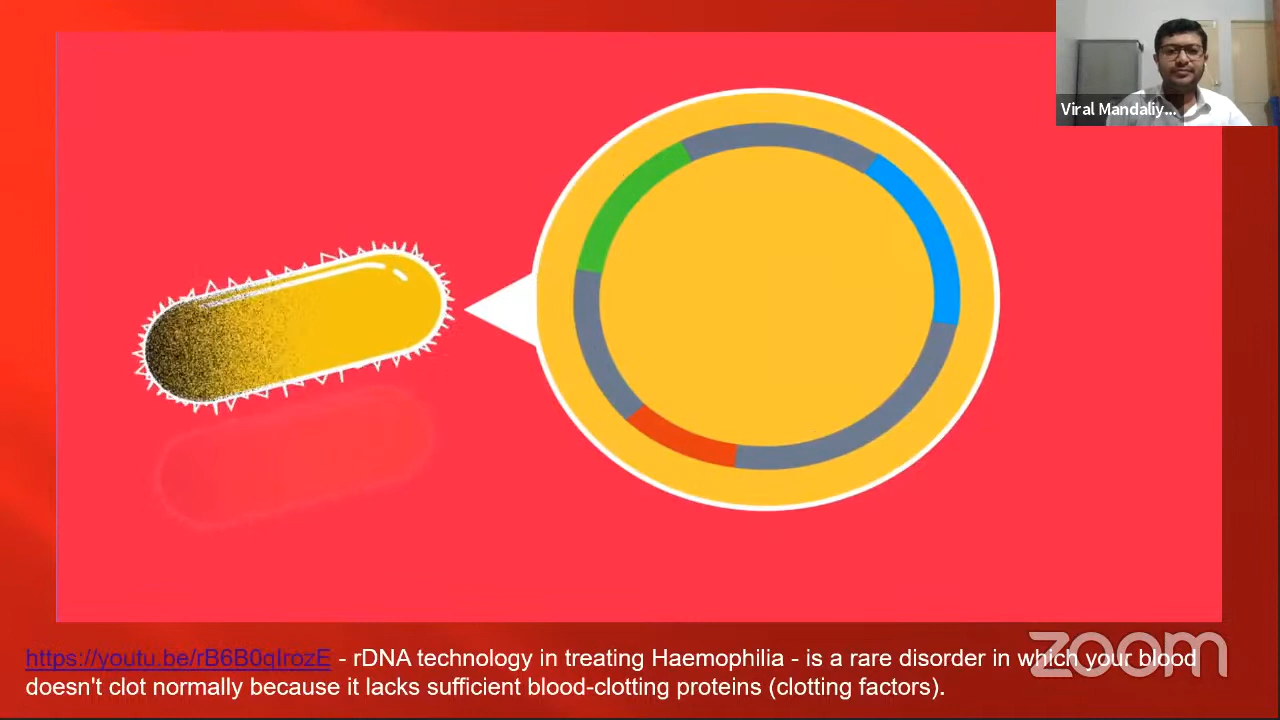 Viral Mandaliy...
https://youtu.be/rB6B0qIrozE - rDNA technology in treating Haemophilia - is a rare disorder in which your blood
doesn't clot normally because it lacks sufficient blood-clotting proteins (clotting factors).
zoom